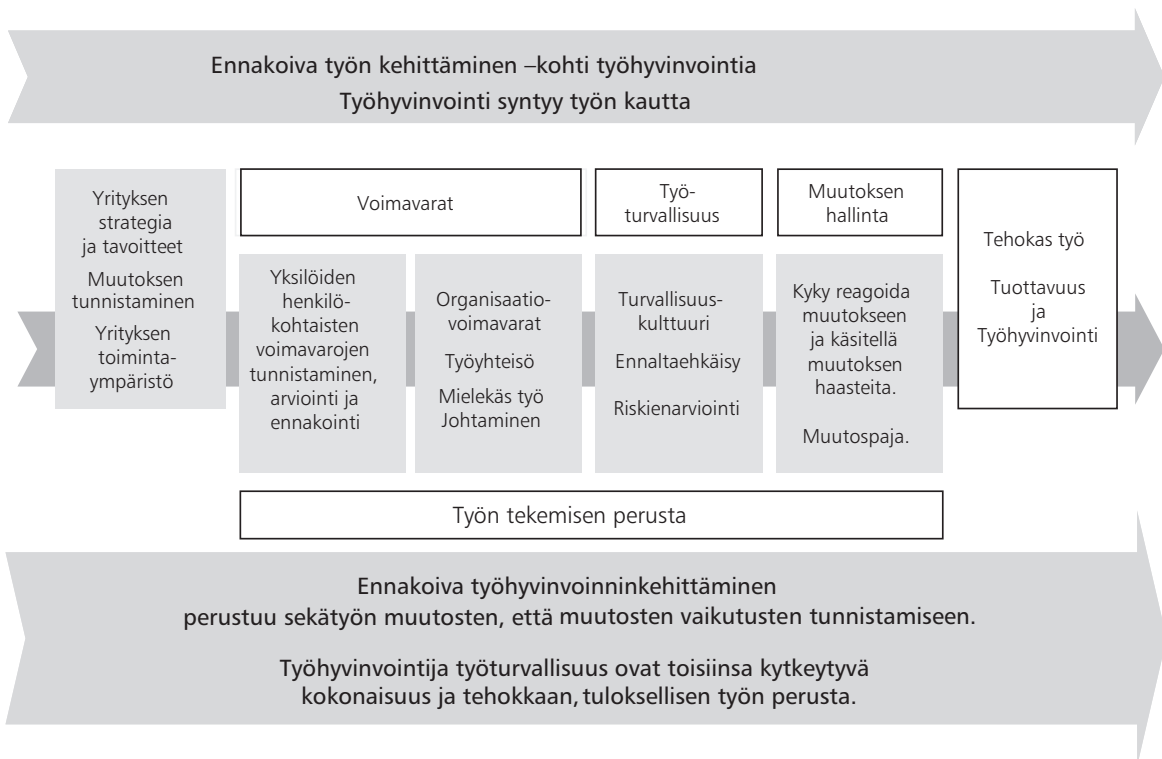 Ennakoiva työn kehittäminen –kohti työhyvinvointia
Työhyvinvointi syntyy työn kautta
Yrityksen
strategia
ja tavoitteet
Muutoksen
tunnistaminen
Yrityksen
toiminta-
ympäristö
Voimavarat
Yksilöiden
henkilö-
kohtaisten
voimavarojen
tunnistaminen,
arviointi ja
ennakointi
Organisaatio-
voimavarat
Työyhteisö
Mielekäs työ
Johtaminen
Työ-
turvallisuus
Turvallisuus-
kulttuuri
Ennaltaehkäisy
Riskienarviointi
Muutoksen
hallinta
Kyky reagoida
muutokseen
ja käsitellä
muutoksen
haasteita.
Muutospaja.
Tehokas työ
Tuottavuus
ja
Työhyvinvointi
Työn tekemisen perusta
Ennakoiva työhyvinvoinninkehittäminen
perustuu sekätyön muutosten, että muutosten vaikutusten tunnistamiseen.
Työhyvinvointija työturvallisuus ovat toisiinsa kytkeytyvä
kokonaisuus ja tehokkaan, tuloksellisen työn perusta.